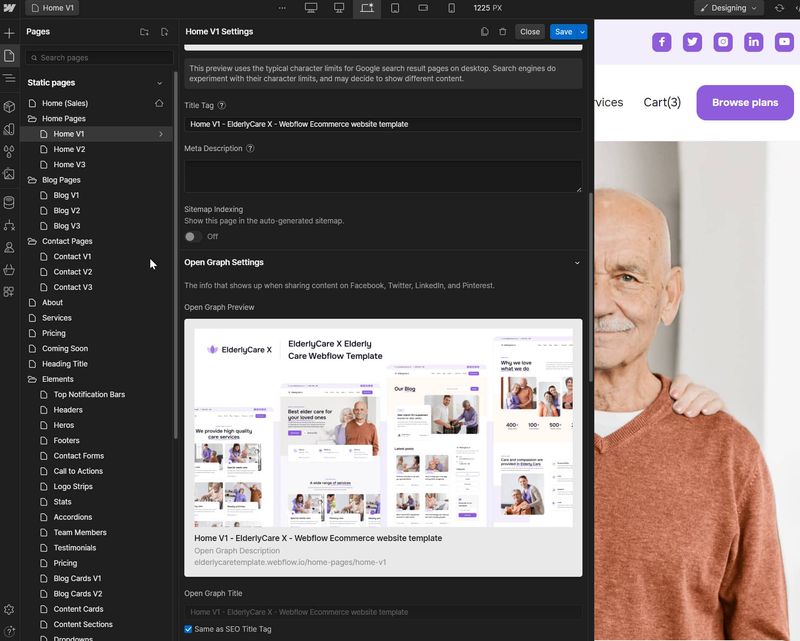 Home V1
1225 PX
Designing
Pages
Search pages
Static pages
Home (Sales)
Home Pages
Home V1
Home V2
Home V3
Blog Pages
Blog V1
Blog V2
Blog V3
Contact Pages
Contact V1
Contact V2
Contact V3
About
Services
Pricing
Coming Soon
Heading Title
Elements
Top Notification Bars
Headers
Heros
Footers
Contact Forms
Call to Actions
Logo Strips
Stats
Accordions
Team Members
Testimonials
Pricing
Blog Cards V1
Blog Cards V2
Content Cards
Content Sections
Dropdowns
Home V1 Settings
Close
Save
This preview uses the typical character limits for Google search result pages on desktop. Search engines do
experiment with their character limits, and may decide to show different content.
Title Tag
Home V1 - ElderlyCare X - Webflow Ecommerce website template
Meta Description
Sitemap Indexing
Show this page in the auto-generated sitemap.
Off
Open Graph Settings
The info that shows up when sharing content on Facebook, Twitter, LinkedIn, and Pinterest.
Open Graph Preview
ElderlyCare X
ElderlyCare X Elderly
Care Webflow Template
We provide high quality
care services
Best elder care for
your loved ones
A wide range of services
Our Blog
Latest posts
Why we love
what we do
400+
100+
100+
Care and compassion are
provided in Elderly Care
Home V1 - ElderlyCare X - Webflow Ecommerce website template
Open Graph Description
elderlycaretemplate.webflow.io/home-pages/home-v1
Open Graph Title
Home V1 - ElderlyCare X - Webflow Ecommerce website template
Same as SEO Title Tag
vices
Cart(3)
Browse plans